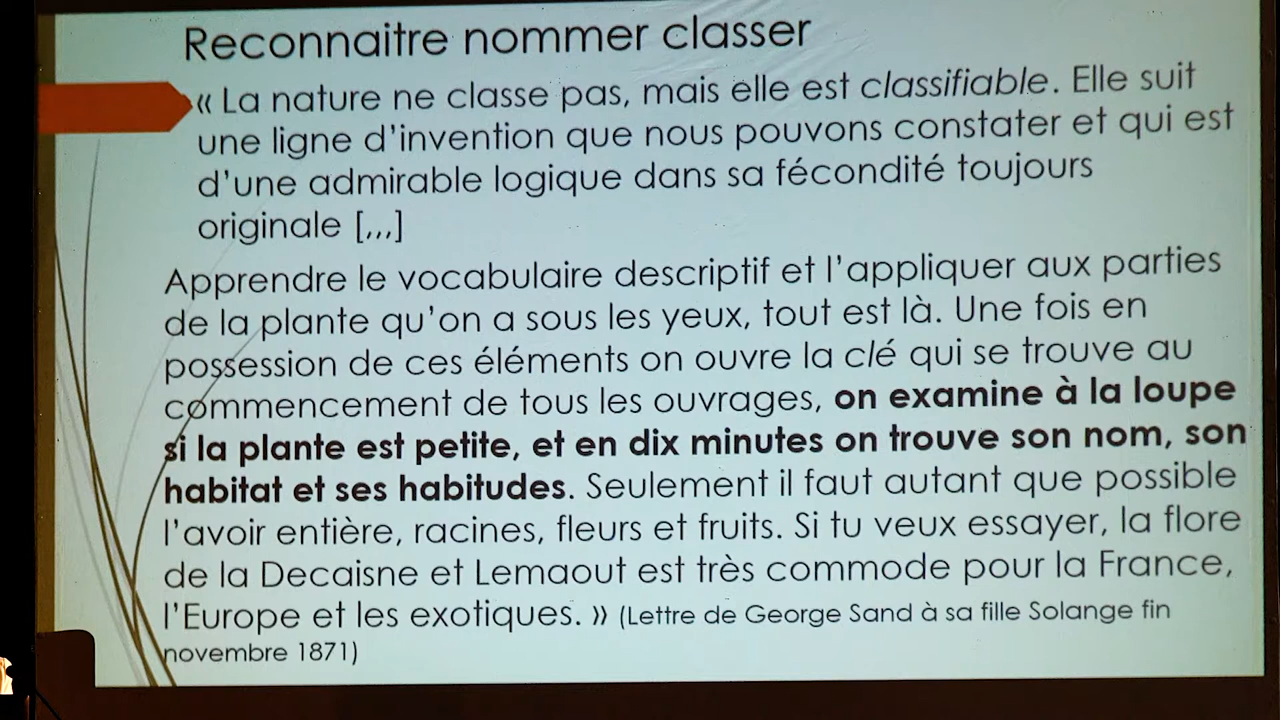 Reconnaitre nommer classer
« La nature ne classe pas, mais elle est classifiable. Elle suit
une ligne d'invention que nous pouvons constater et qui est
d'une admirable logique dans sa fécondité toujours
originale [,,,]
Apprendre le vocabulaire descriptif et l'appliquer aux parties
de la plante qu'on a sous les yeux, tout est là. Une fois en
possession de ces éléments on ouvre la clé qui se trouve au
commencement de tous les ouvrages, on examine à la loupe
si la plante est petite, et en dix minutes on trouve son nom, son
habitat et ses habitudes. Seulement il faut autant que possible
l'avoir entière, racines, fleurs et fruits. Si tu veux essayer, la flore
de la Decaisne et Lemaout est très commode pour la France,
l'Europe et les exotiques. » (Lettre de George Sand à sa fille Solange fin
novembre 1871)